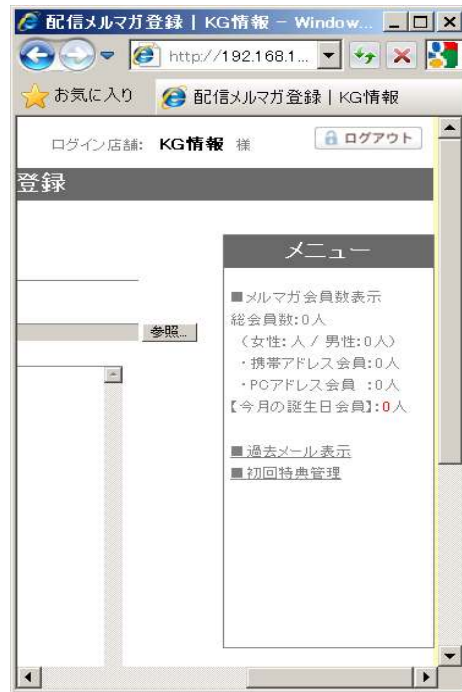 配信メルマガ登録 | KG情報 - Window...
http://192.168.1...
お気に入り
配信メルマガ登録 | KG情報
ログイン店舗: KG情報 様
ログアウト
登録
メニュー
参照...
■メルマガ会員数表示
総会員数:0人
(女性:人 / 男性:0人)
・携帯アドレス会員:0人
・PCアドレス会員 :0人
【今月の誕生日会員】:0人
■過去メール表示
■初回特典管理